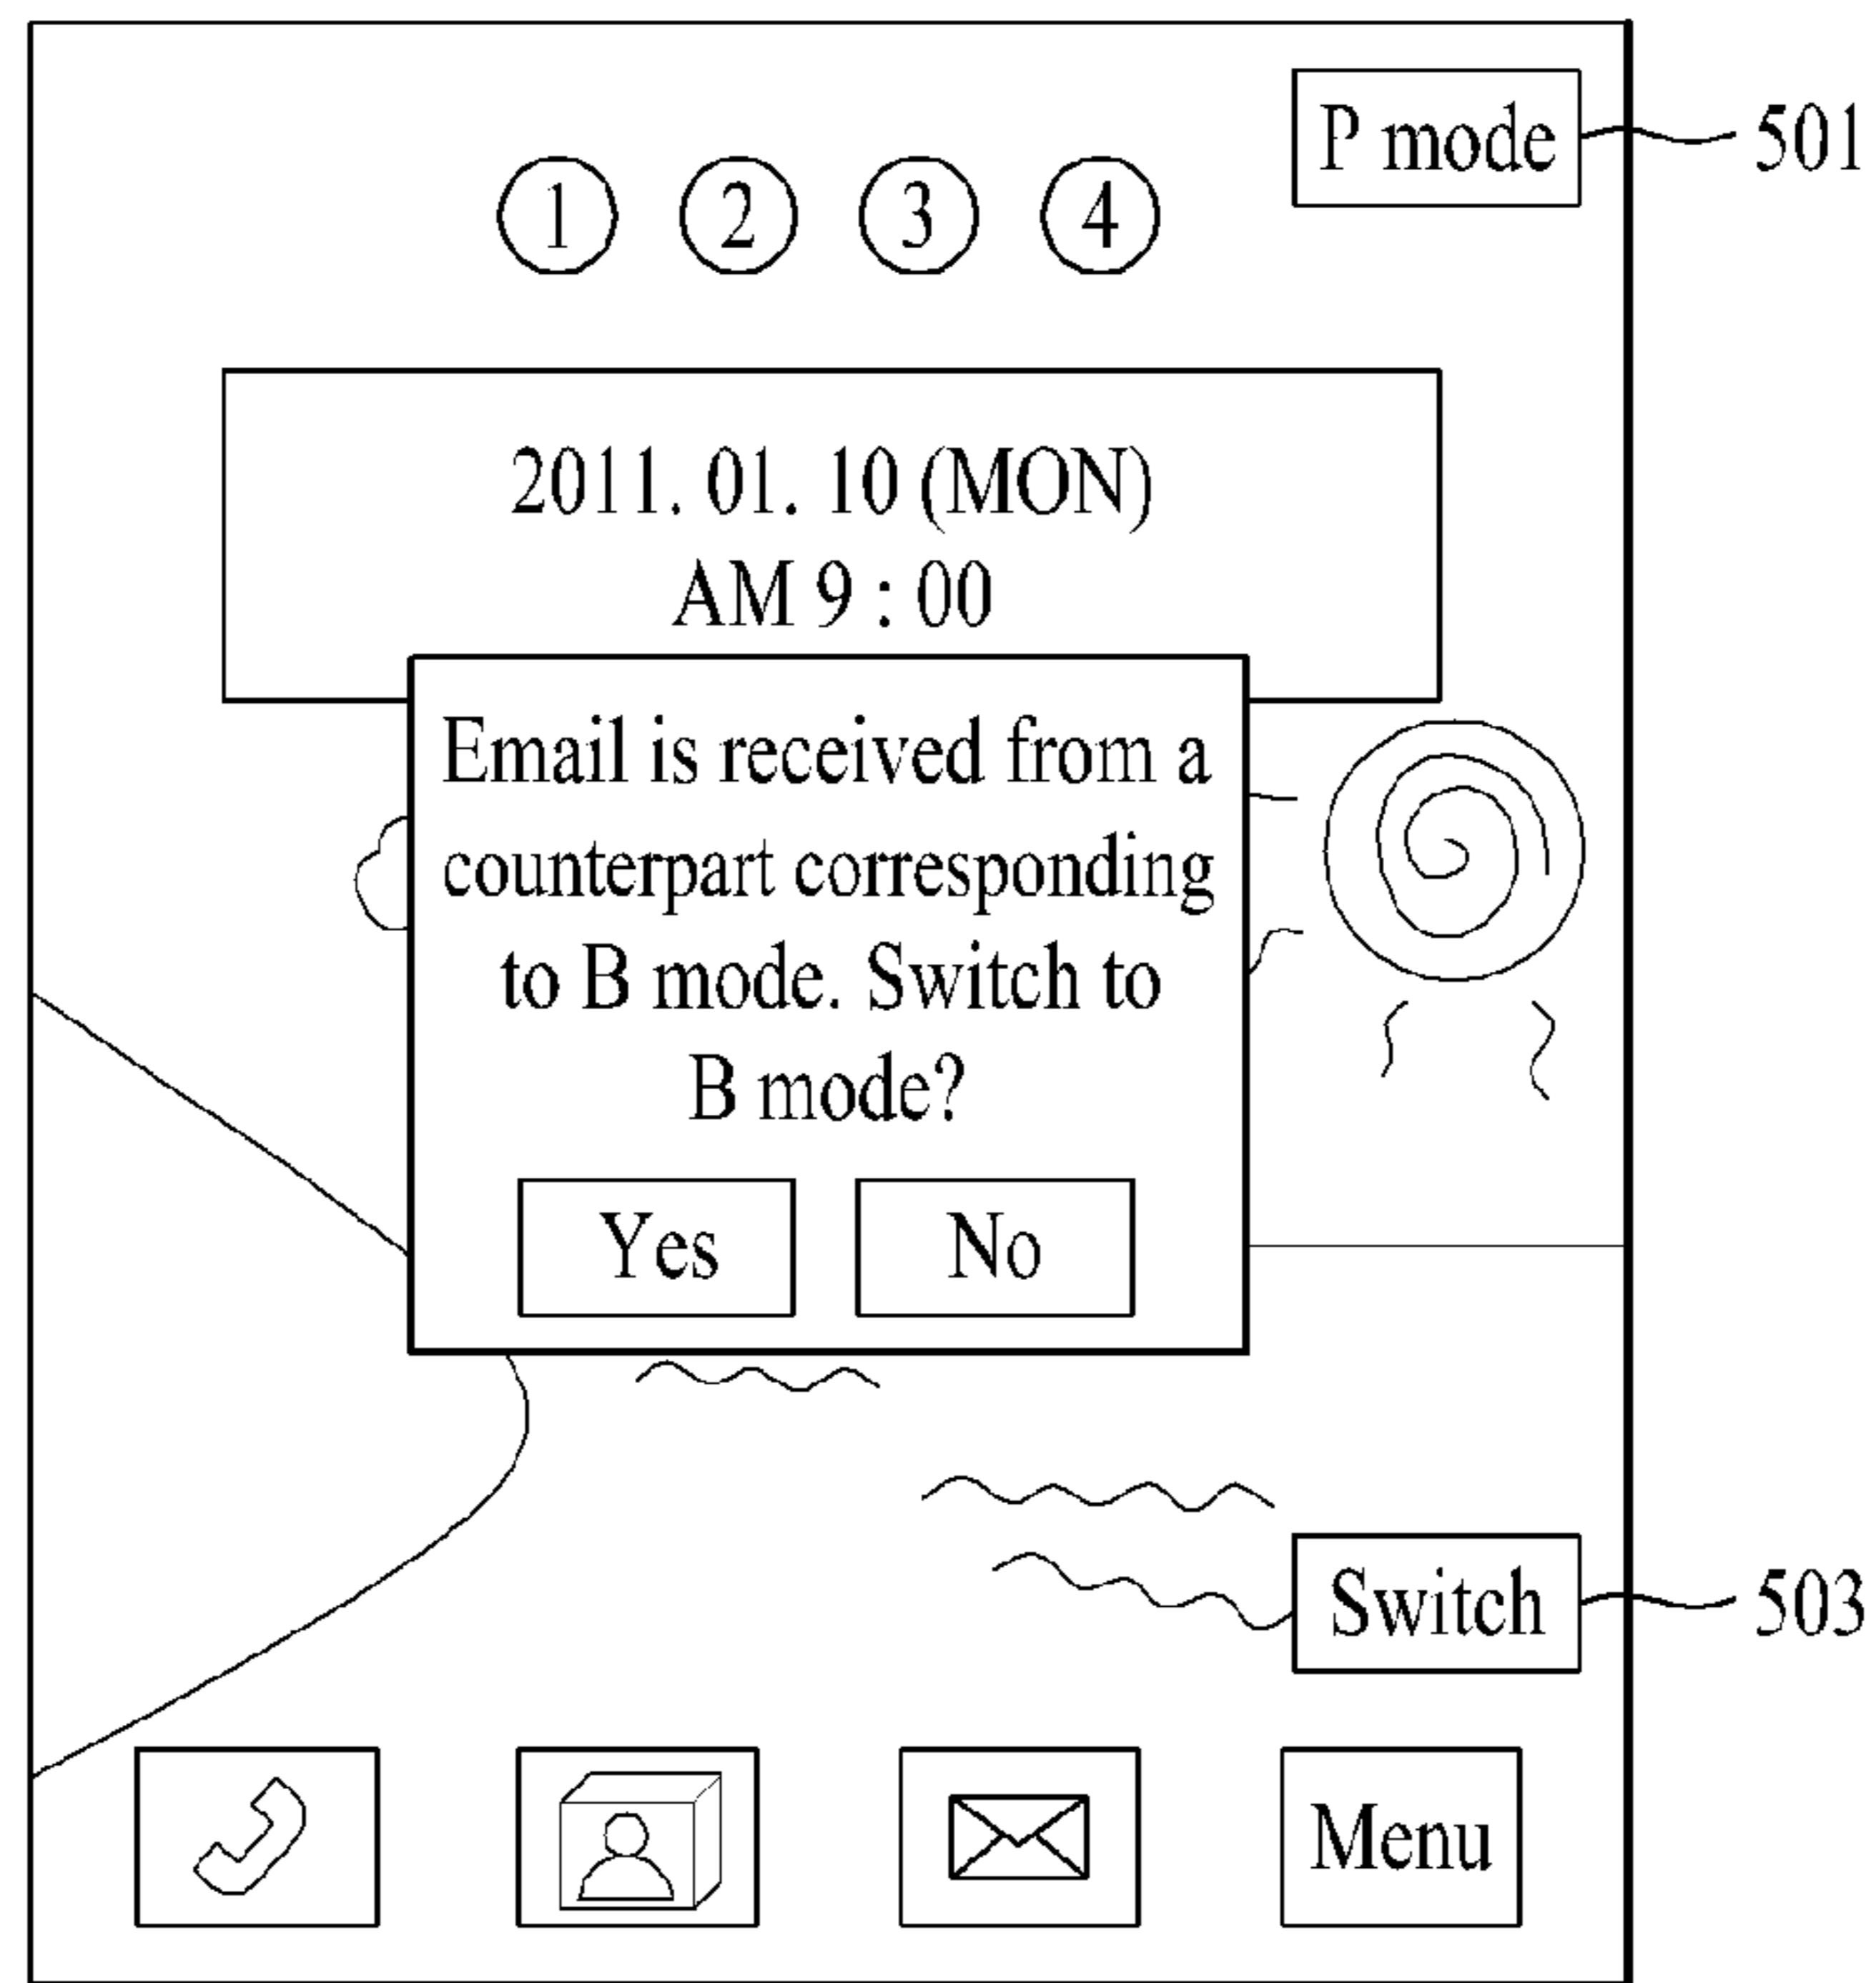 P mode
501
1 2 3 4
2011. 01. 10 (MON)
AM 9 : 00
Email is received from a
counterpart corresponding
to B mode. Switch to
B mode?
Yes No
Switch
503
Menu